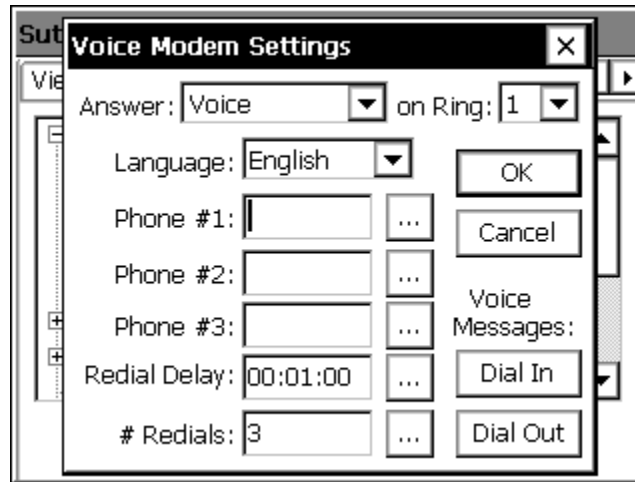 Sut
Voice Modem Settings
Vie
Answer: Voice on Ring: 1
Language: English
OK
Phone #1:
...
Cancel
Phone #2:
...
Voice
Messages:
Phone #3:
...
Redial Delay: 00:01:00 ...
Dial In
# Redials: 3 ...
Dial Out